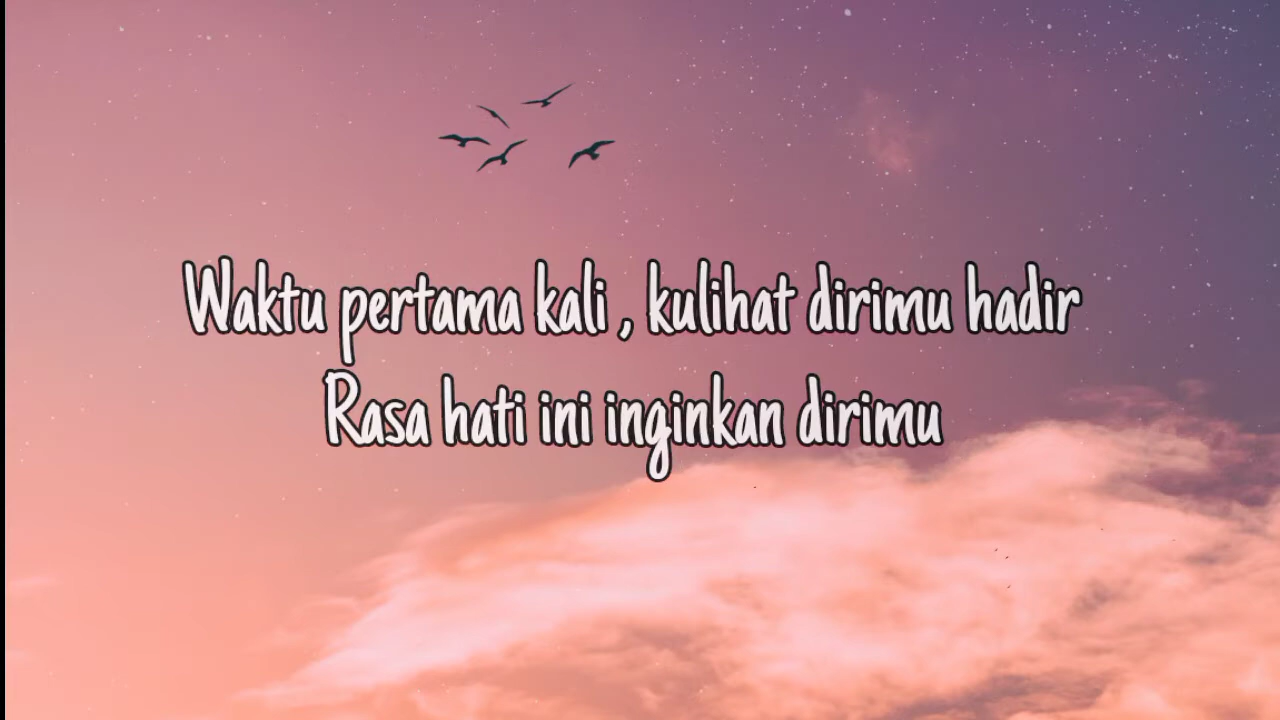 Waktu pertama kali , kulihat dirimu hadir
Rasa hati ini inginkan dirimu